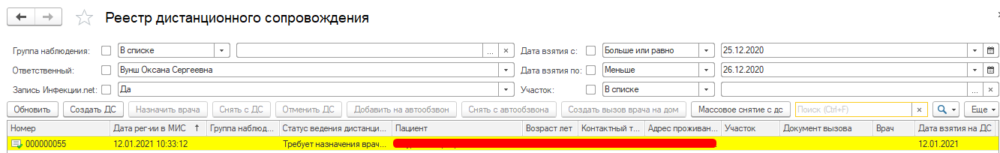 Реестр дистанционного сопровождения
Группа наблюдения: В списке ... × Дата взятия с: Больше или равно 25.12.2020
Ответственный: Вунш Оксана Сергеевна Дата взятия по: Меньше 26.12.2020
Запись Инфекции.net: Да Участок: В списке ... ×
Обновить Создать ДС Назначить врача Снять с ДС Отменить ДС Добавить на автообзвон Снять с автообзвона Создать вызов врача на дом Массовое снятие с дс Поиск (Ctrl+F) × Еще
Номер Дата рег-ии в МИС ↑ Группа наблюд... Статус ведения дистанци... Пациент Возраст лет Контактный т... Адрес прожива... Участок Документ вызова Врач Дата взятия на ДС
000000055 12.01.2021 10:33:12 Требует назначения врач... 12.01.2021